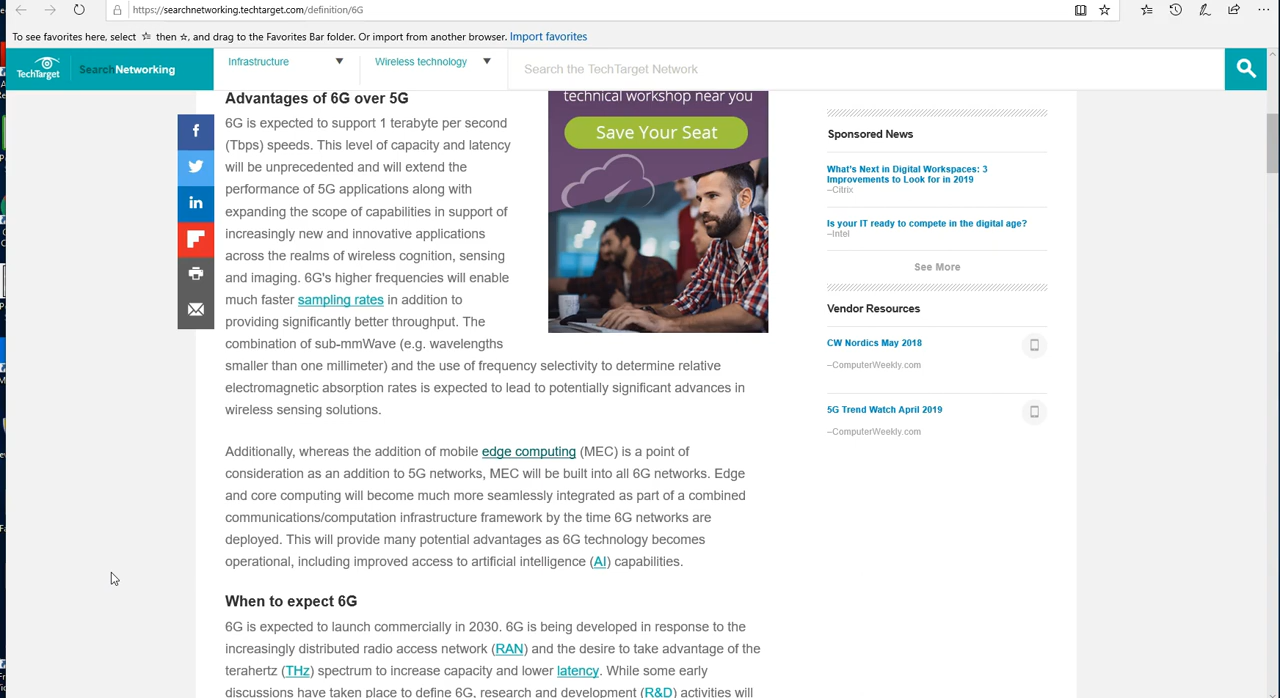 https://searchnetworking.techtarget.com/definition/6G
To see favorites here, select ☆ then ☆, and drag to the Favorites Bar folder. Or import from another browser. Import favorites
TechTarget
SearchNetworking
Infrastructure
Wireless technology
Search the TechTarget Network
Advantages of 6G over 5G
6G is expected to support 1 terabyte per second
(Tbps) speeds. This level of capacity and latency
will be unprecedented and will extend the
performance of 5G applications along with
expanding the scope of capabilities in support of
increasingly new and innovative applications
across the realms of wireless cognition, sensing
and imaging. 6G's higher frequencies will enable
much faster sampling rates in addition to
providing significantly better throughput. The
combination of sub-mmWave (e.g. wavelengths
smaller than one millimeter) and the use of frequency selectivity to determine relative
electromagnetic absorption rates is expected to lead to potentially significant advances in
wireless sensing solutions.
Additionally, whereas the addition of mobile edge computing (MEC) is a point of
consideration as an addition to 5G networks, MEC will be built into all 6G networks. Edge
and core computing will become much more seamlessly integrated as part of a combined
communications/computation infrastructure framework by the time 6G networks are
deployed. This will provide many potential advantages as 6G technology becomes
operational, including improved access to artificial intelligence (AI) capabilities.
When to expect 6G
6G is expected to launch commercially in 2030. 6G is being developed in response to the
increasingly distributed radio access network (RAN) and the desire to take advantage of the
terahertz (THz) spectrum to increase capacity and lower latency. While some early
discussions have taken place to define 6G, research and development (R&D) activities will
technical workshop near you
Save Your Seat
Sponsored News
What's Next in Digital Workspaces: 3
Improvements to Look for in 2019
–Citrix
Is your IT ready to compete in the digital age?
–Intel
See More
Vendor Resources
CW Nordics May 2018
–ComputerWeekly.com
5G Trend Watch April 2019
–ComputerWeekly.com